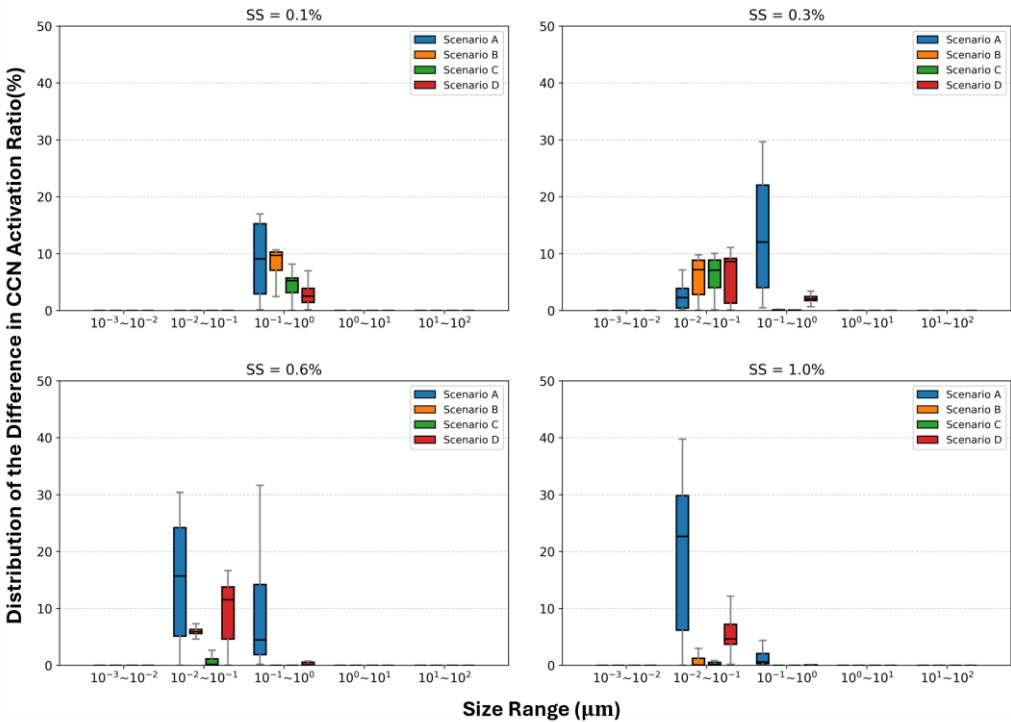 Distribution of the Difference in CCN Activation Ratio(%)
SS = 0.1%
50
40
30
20
10
0
10⁻³~10⁻²
10⁻²~10⁻¹
10⁻¹~10⁰
10⁰~10¹
10¹~10²
Scenario A
Scenario B
Scenario C
Scenario D
SS = 0.3%
50
40
30
20
10
0
10⁻³~10⁻²
10⁻²~10⁻¹
10⁻¹~10⁰
10⁰~10¹
10¹~10²
Scenario A
Scenario B
Scenario C
Scenario D
SS = 0.6%
50
40
30
20
10
0
10⁻³~10⁻²
10⁻²~10⁻¹
10⁻¹~10⁰
10⁰~10¹
10¹~10²
Scenario A
Scenario B
Scenario C
Scenario D
SS = 1.0%
50
40
30
20
10
0
10⁻³~10⁻²
10⁻²~10⁻¹
10⁻¹~10⁰
10⁰~10¹
10¹~10²
Scenario A
Scenario B
Scenario C
Scenario D
Size Range (μm)